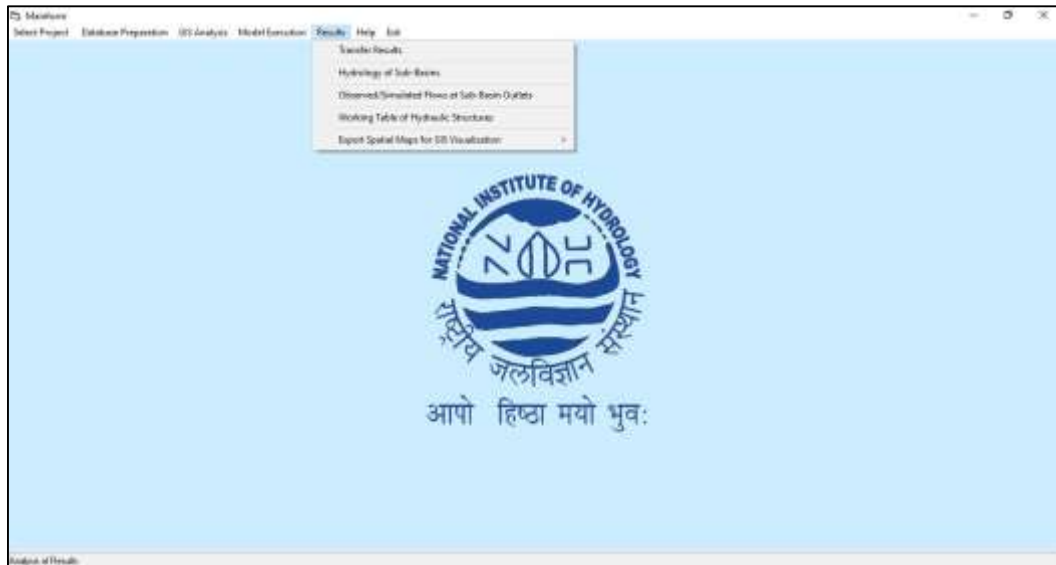 Mainform
Select Project Database Preparation GIS Analysis Model Execution Results Help Exit
Transfer Results
Hydrology of Sub-Basins
Observed/Simulated Flows at Sub-Basin Outlets
Working Table of Hydraulic Structures
Export Spatial Maps for GIS Visualization
NATIONAL INSTITUTE OF HYDROLOGY
राष्ट्रीय जलविज्ञान संस्थान
आपो हिष्ठा मयो भुव:
Analysis of Results